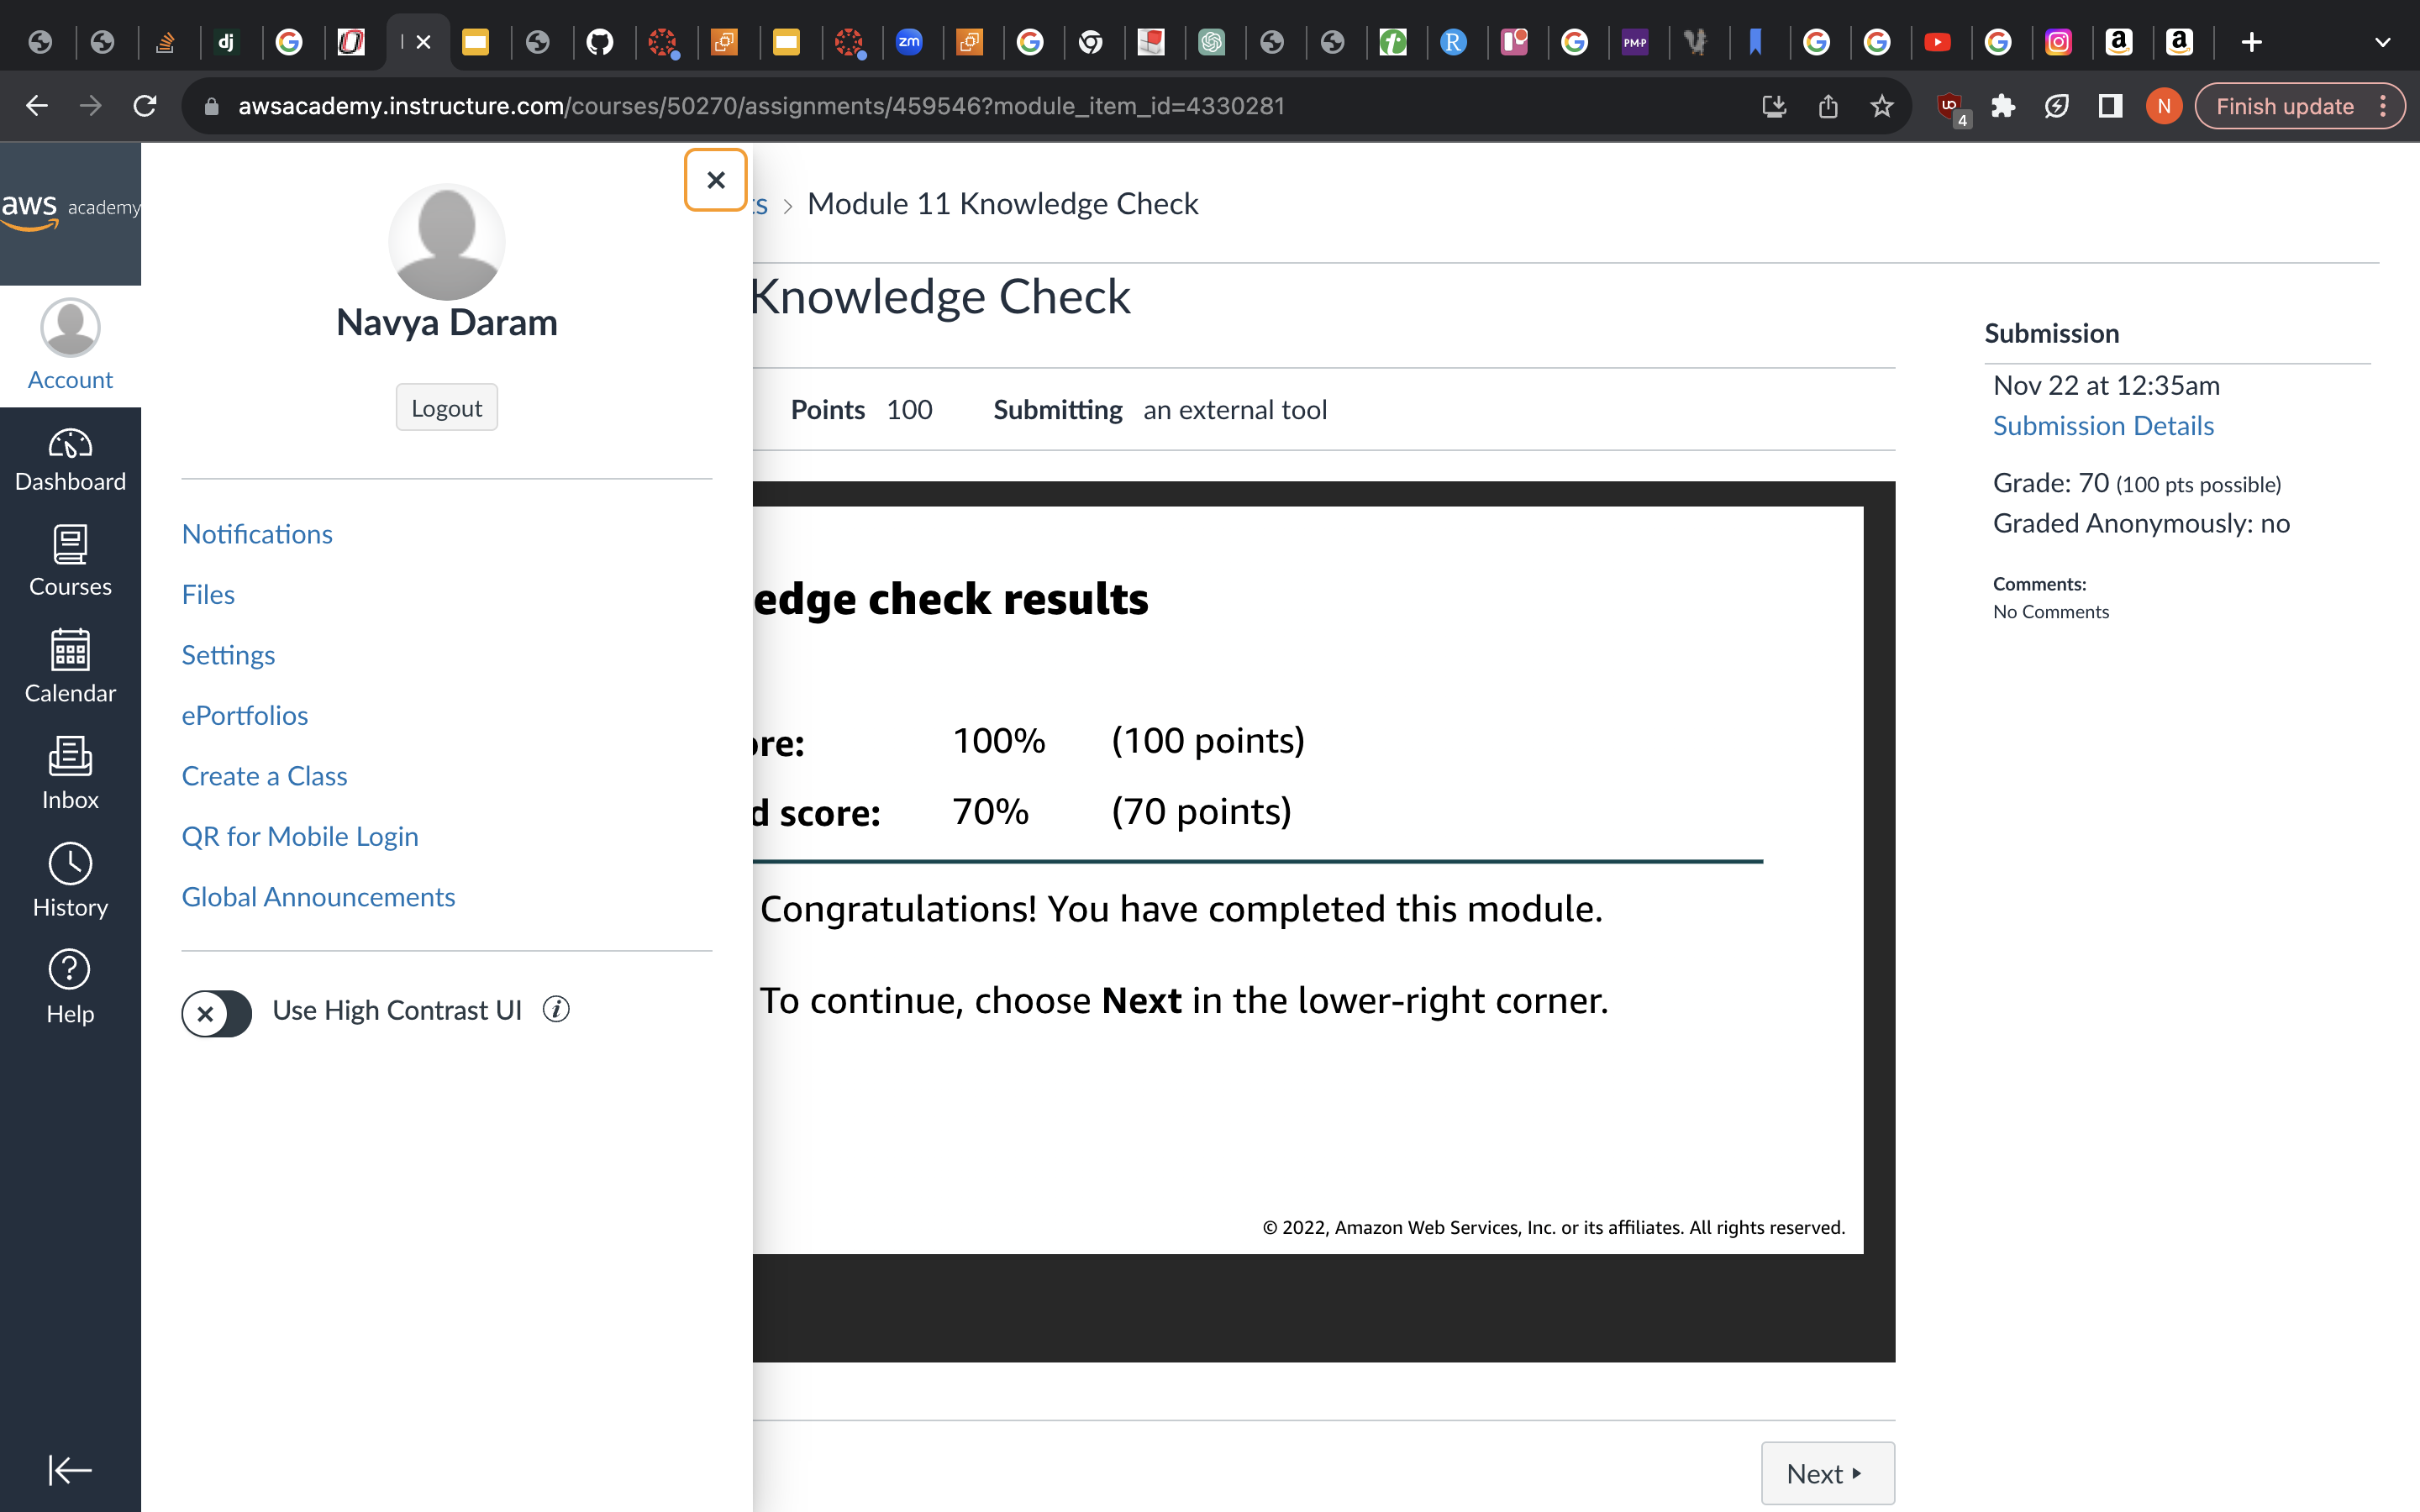 awsacademy.instructure.com/courses/50270/assignments/459546?module_item_id=4330281
4
N
Finish update
aws academy
Account
Dashboard
Courses
Calendar
Inbox
History
Help
Navya Daram
Logout
Notifications
Files
Settings
ePortfolios
Create a Class
QR for Mobile Login
Global Announcements
Use High Contrast UI
ts > Module 11 Knowledge Check
Knowledge Check
Points 100 Submitting an external tool
edge check results
ore: 100% (100 points)
d score: 70% (70 points)
Congratulations! You have completed this module.
To continue, choose Next in the lower-right corner.
© 2022, Amazon Web Services, Inc. or its affiliates. All rights reserved.
Next
Submission
Nov 22 at 12:35am
Submission Details
Grade: 70 (100 pts possible)
Graded Anonymously: no
Comments:
No Comments